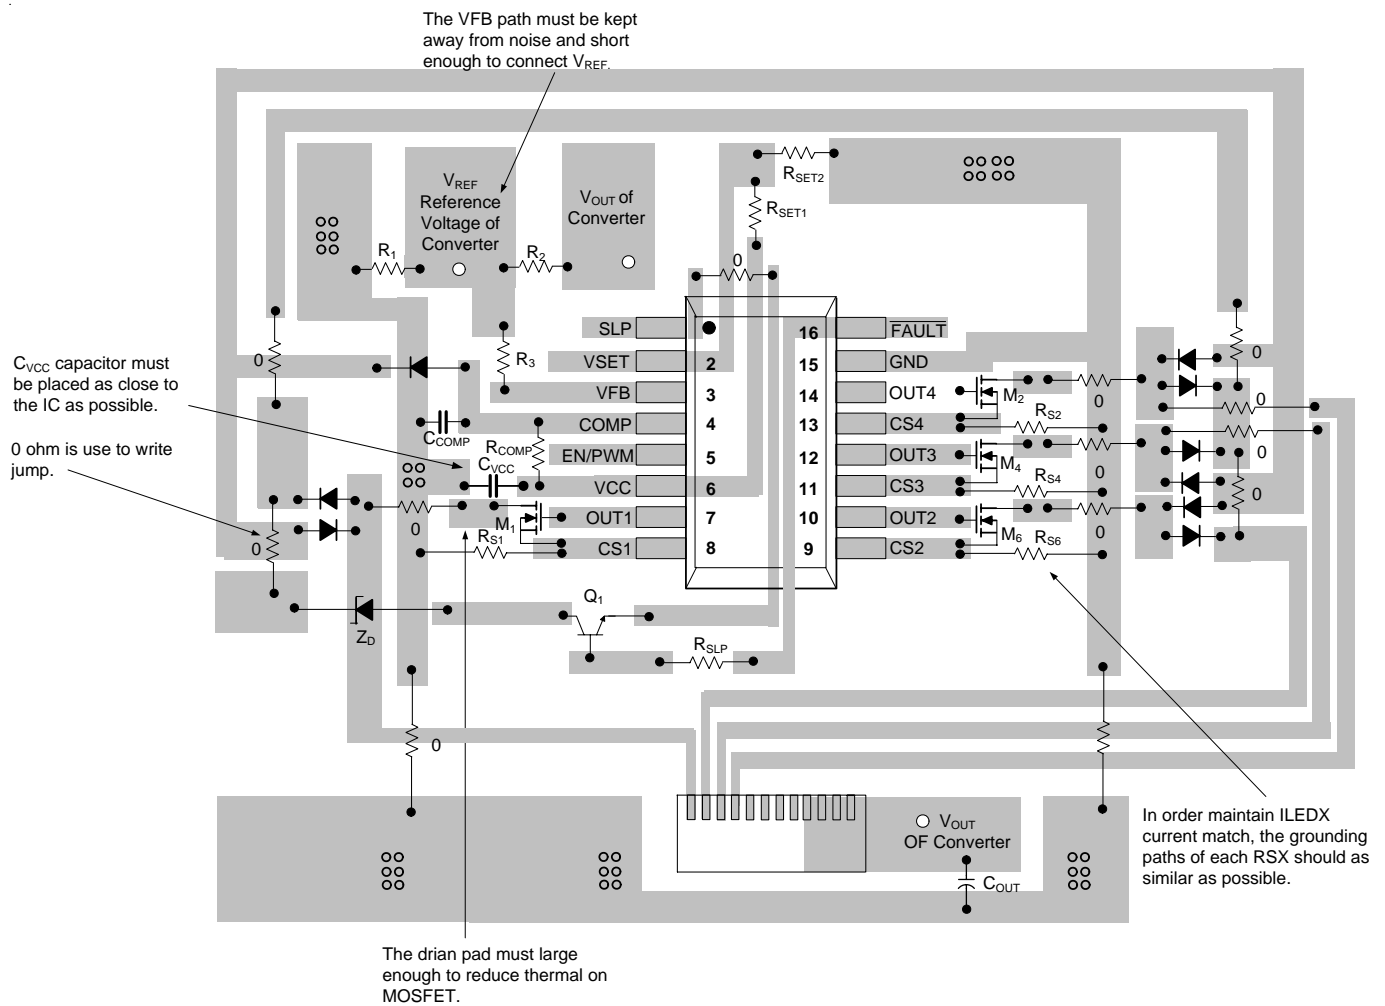 The VFB path must be kept
away from noise and short
enough to connect VREF.
VREF
Reference
Voltage of
Converter
VOUT of
Converter
RSET2
RSET1
R1
R2
0
SLP
VSET
VFB
COMP
EN/PWM
VCC
OUT1
CS1
2
3
4
5
6
7
8
16
15
14
13
12
11
10
9
FAULT
GND
OUT4
CS4
OUT3
CS3
OUT2
CS2
R3
0
CCOMP
RCOMP
CVCC
M1
RS1
0
0
M2
RS2
M4
RS4
M6
RS6
0
0
0
0
0
0
0
CVCC capacitor must
be placed as close to
the IC as possible.
0 ohm is use to write
jump.
ZD
Q1
RSLP
0
VOUT
OF Converter
COUT
In order maintain ILEDX
current match, the grounding
paths of each RSX should as
similar as possible.
The drian pad must large
enough to reduce thermal on
MOSFET.